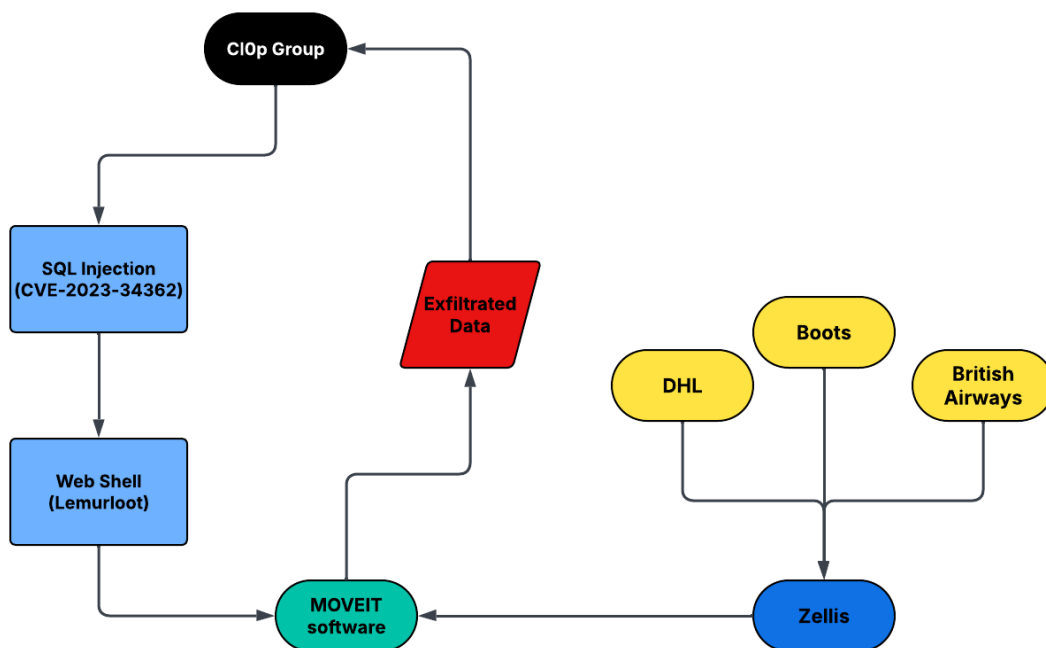 Cl0p Group
SQL Injection
(CVE-2023-34362)
Exfiltrated
Data
Boots
DHL
British
Airways
Web Shell
(Lemurloot)
MOVEIT
software
Zellis